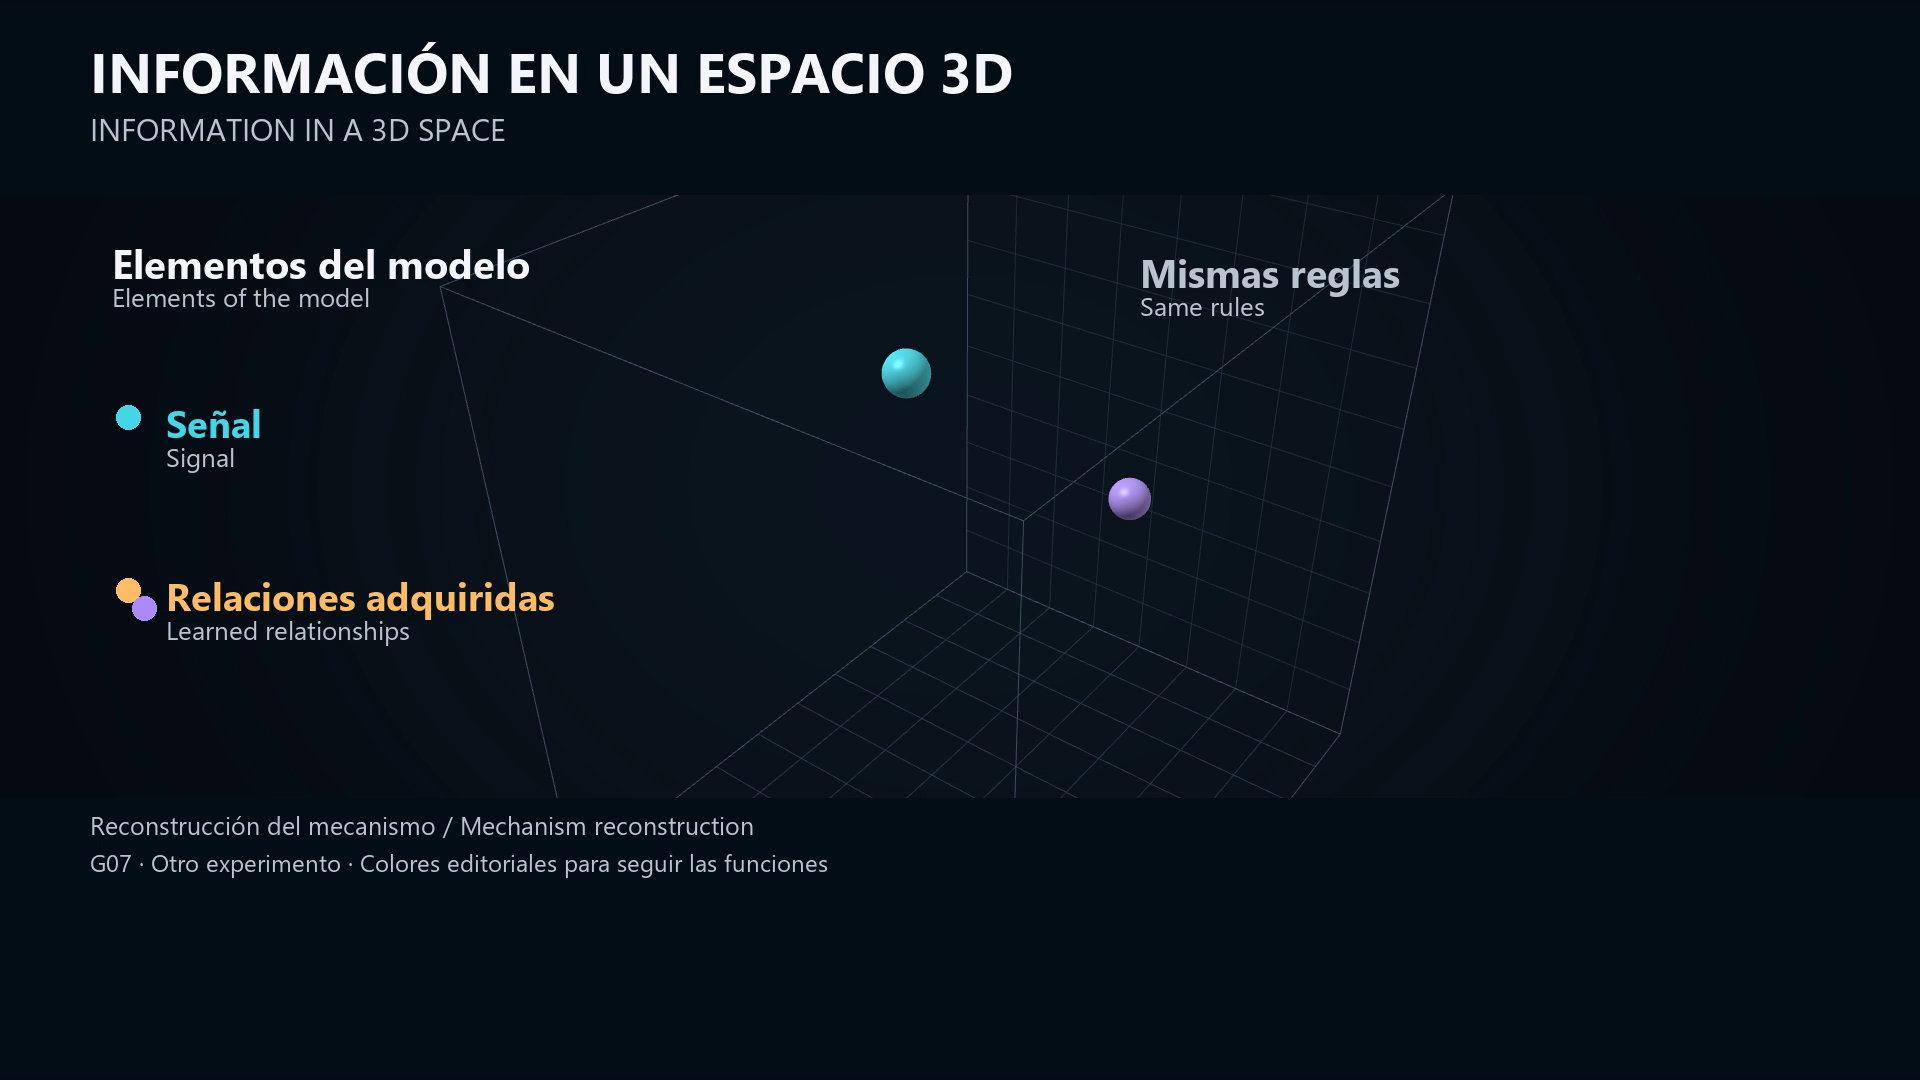 INFORMACIÓN EN UN ESPACIO 3D
INFORMATION IN A 3D SPACE
Elementos del modelo
Elements of the model
Mismas reglas
Same rules
Señal
Signal
Relaciones adquiridas
Learned relationships
Reconstrucción del mecanismo / Mechanism reconstruction
G07 · Otro experimento · Colores editoriales para seguir las funciones